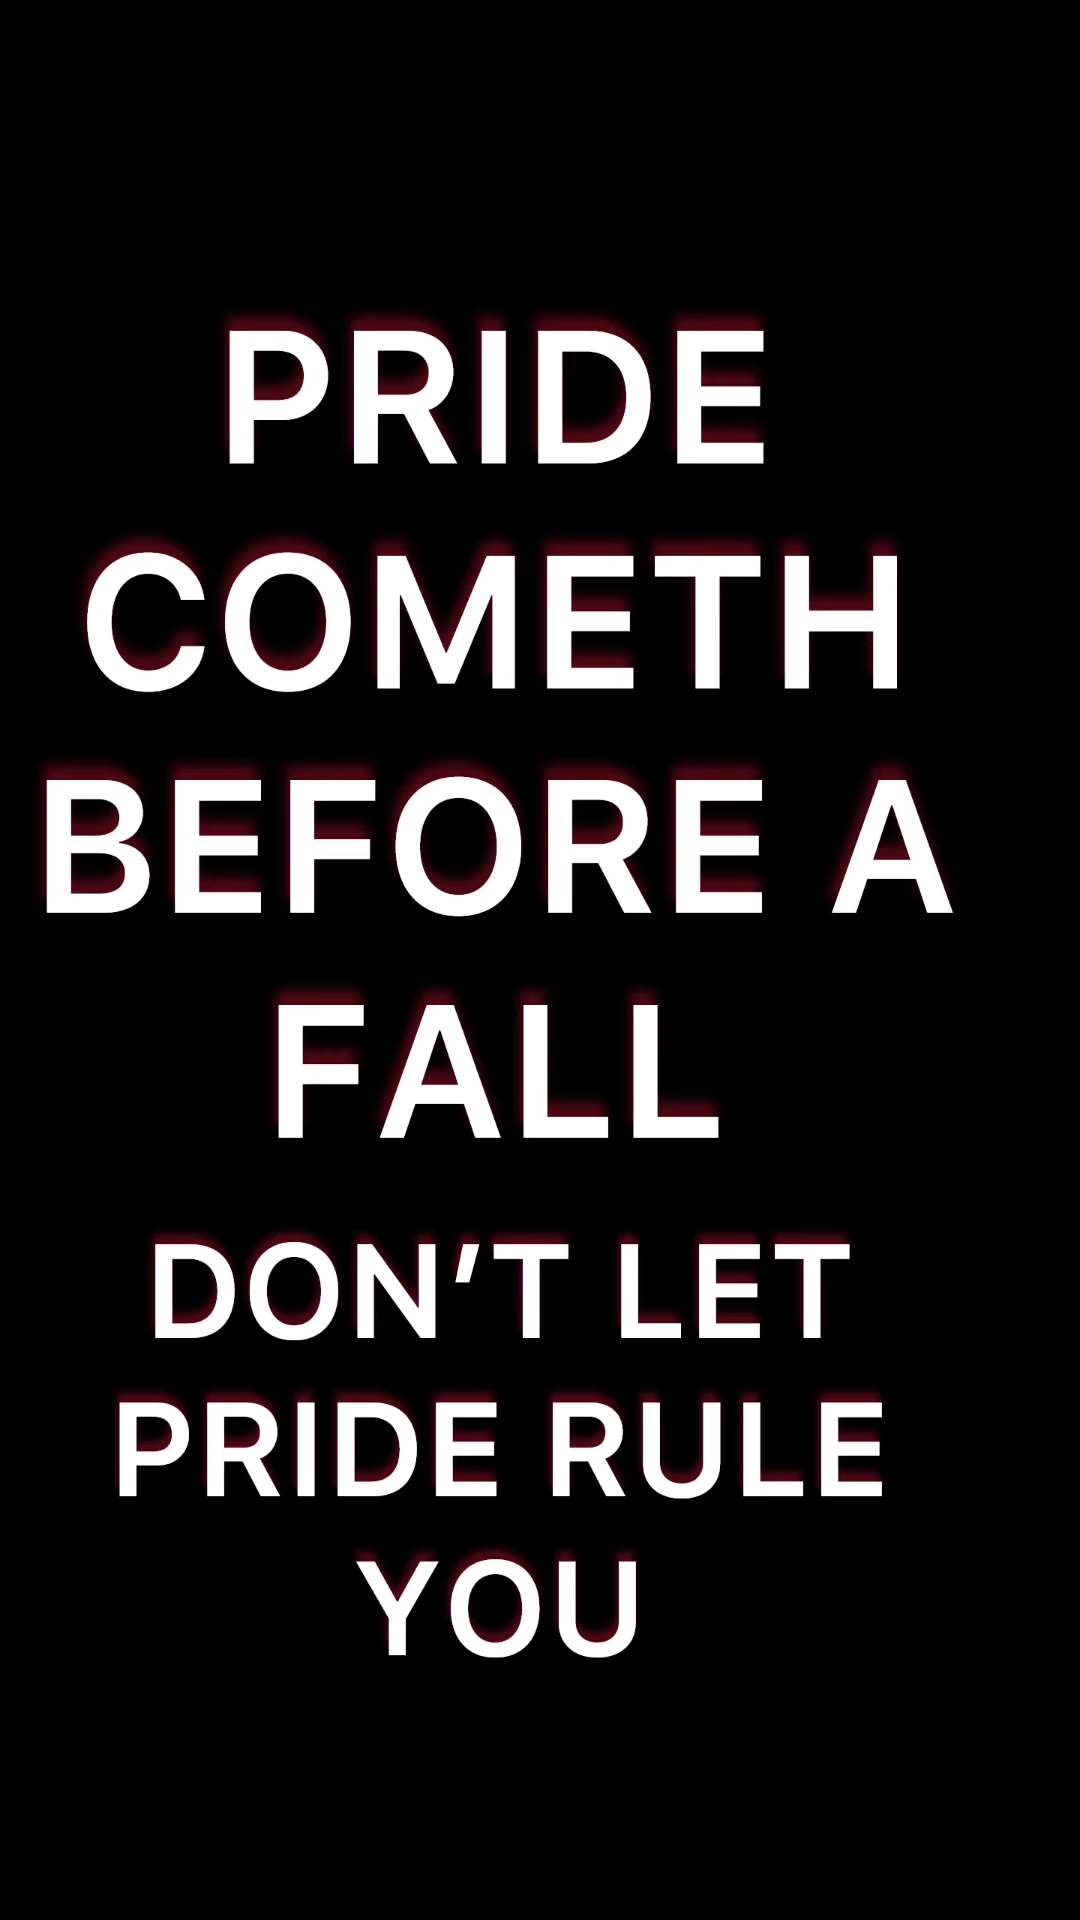 PRIDE
COMETH
BEFORE A
FALL
DON’T LET
PRIDE RULE
YOU